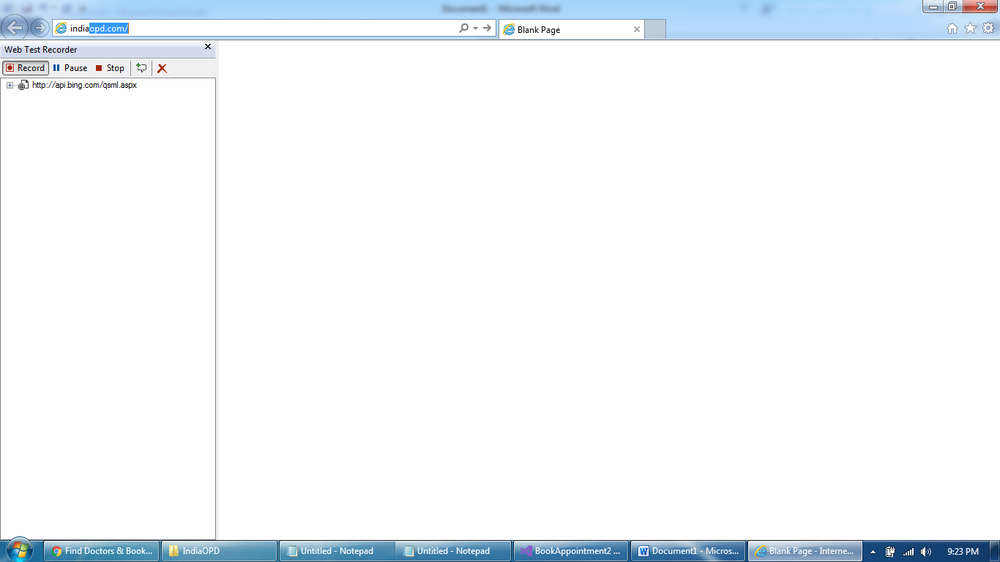 Document1 - Microsoft Word
indiaopd.com/
Blank Page
Web Test Recorder
Record Pause Stop
http://api.bing.com/qsml.aspx
Find Doctors & Book...
IndiaOPD
Untitled - Notepad
Untitled - Notepad
BookAppointment2 ...
Document1 - Micros...
Blank Page - Interne...
9:23 PM